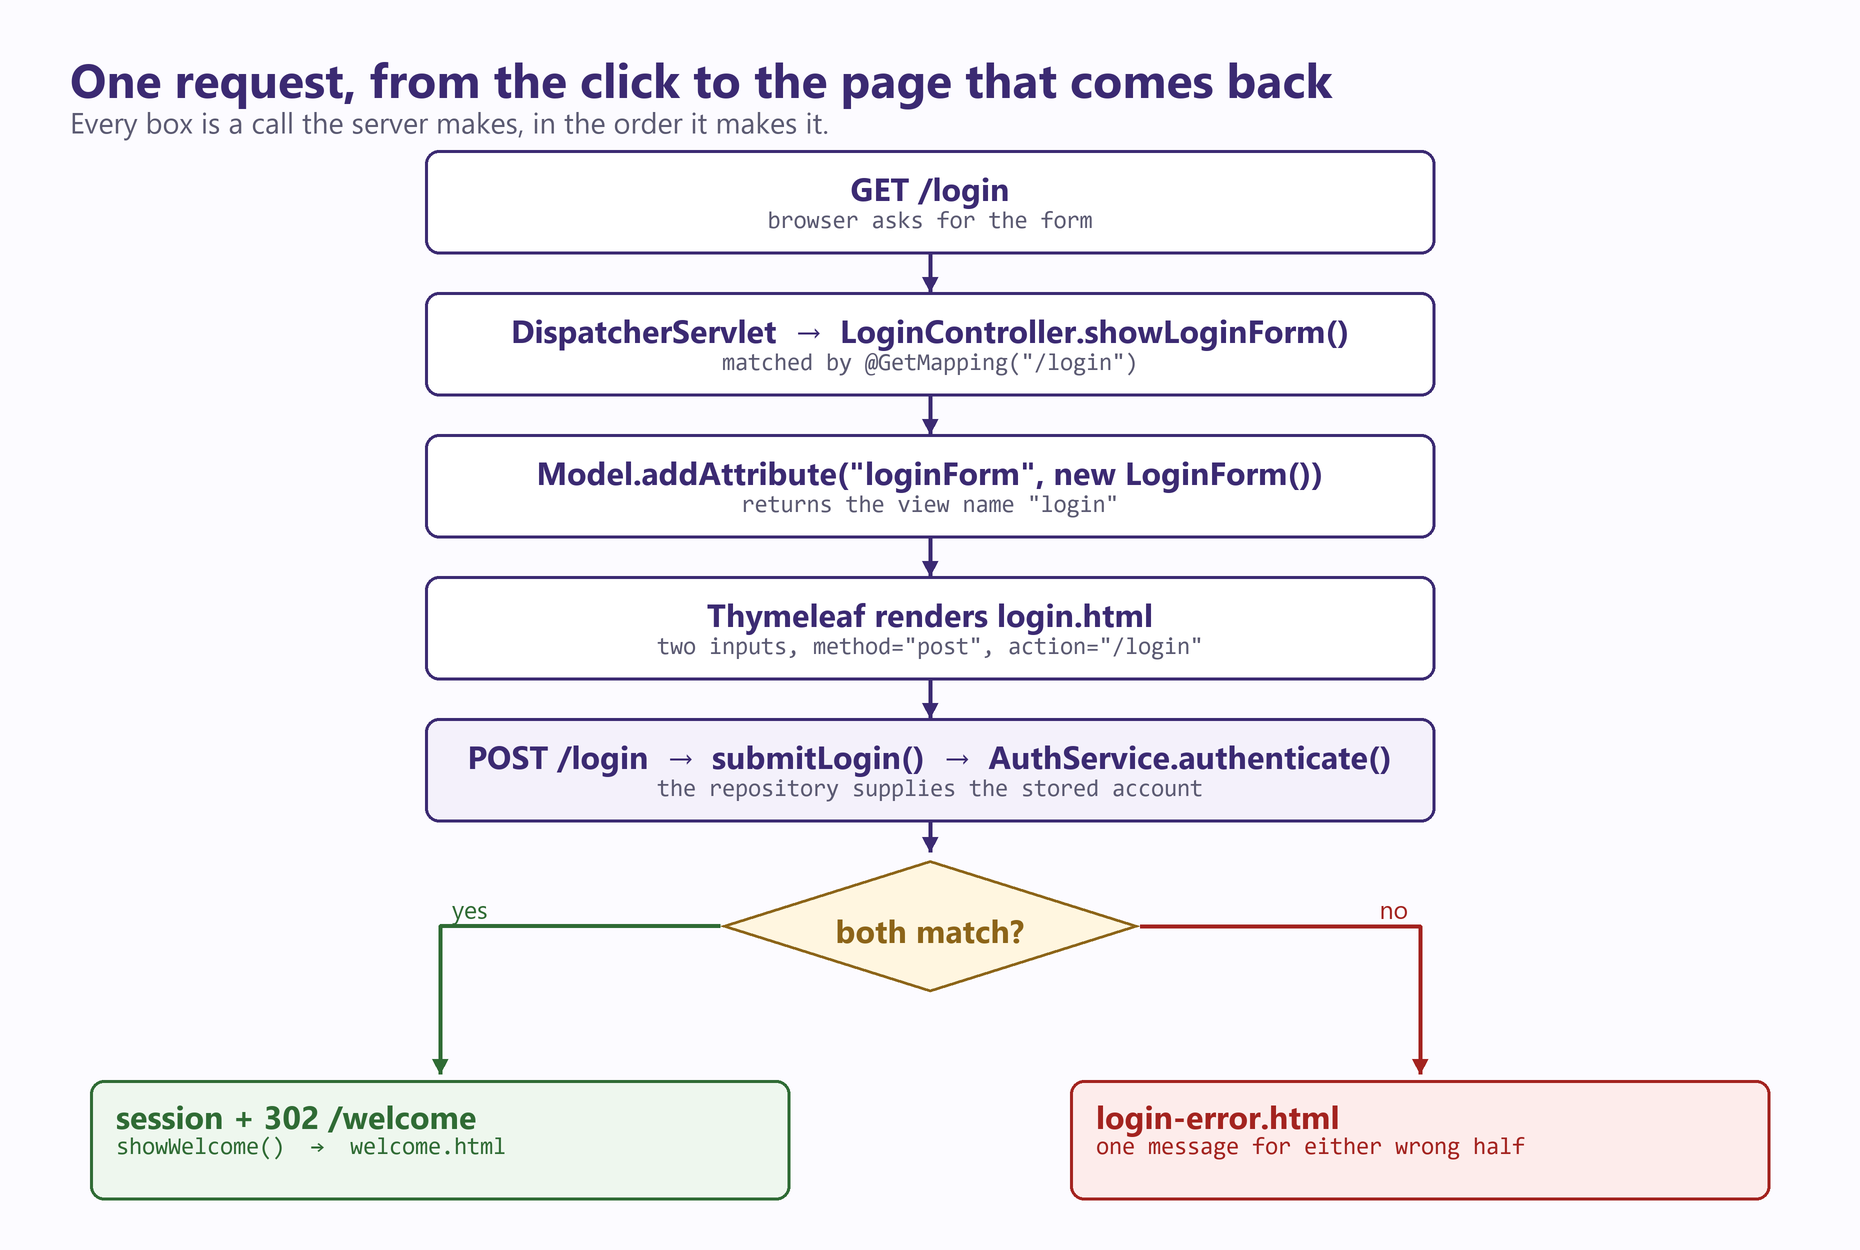 One request, from the click to the page that comes back
Every box is a call the server makes, in the order it makes it.
GET /login
browser asks for the form
DispatcherServlet → LoginController.showLoginForm()
matched by @GetMapping("/login")
Model.addAttribute("loginForm", new LoginForm())
returns the view name "login"
Thymeleaf renders login.html
two inputs, method="post", action="/login"
POST /login → submitLogin() → AuthService.authenticate()
the repository supplies the stored account
both match?
yes
no
session + 302 /welcome
showWelcome() → welcome.html
login-error.html
one message for either wrong half